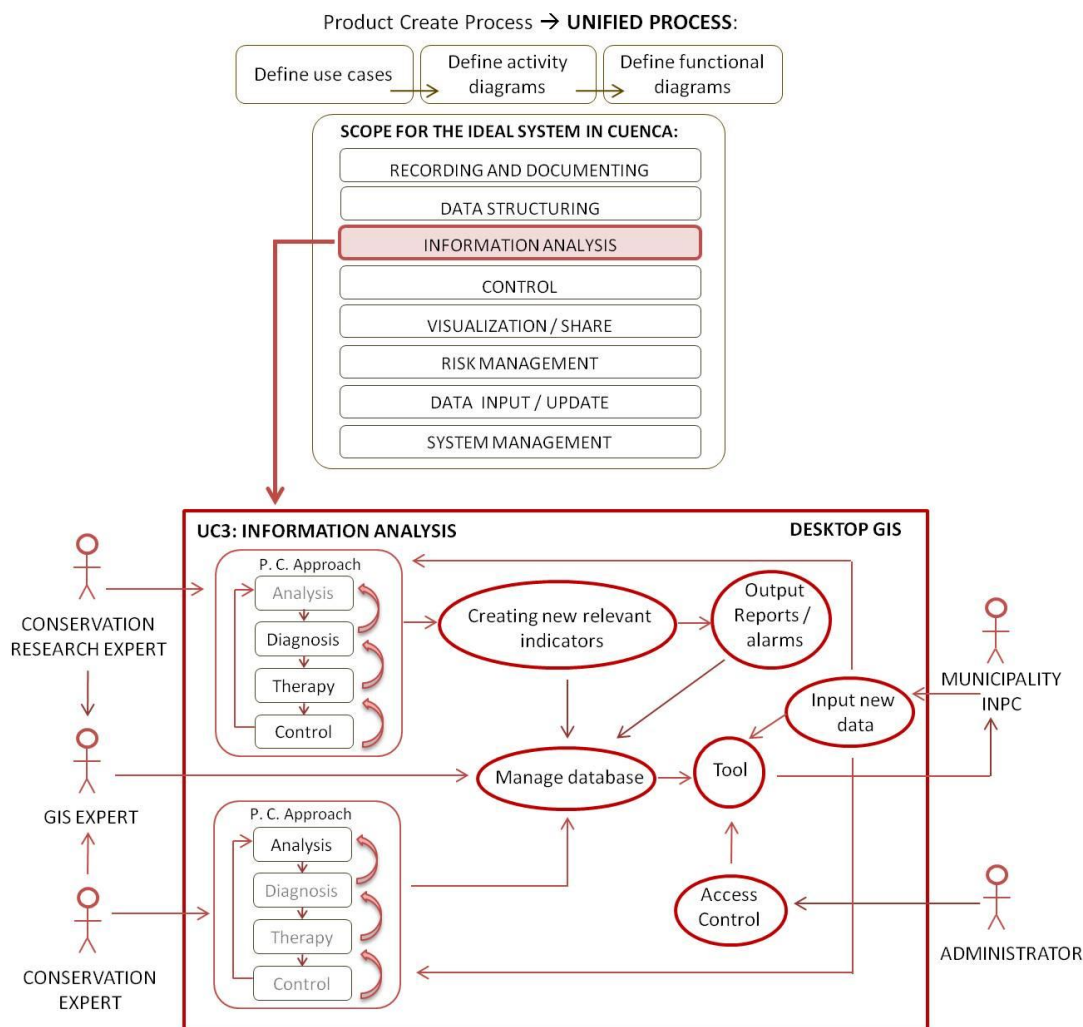 Product Create Process → UNIFIED PROCESS:
Define use cases
Define activity
diagrams
Define functional
diagrams
SCOPE FOR THE IDEAL SYSTEM IN CUENCA:
RECORDING AND DOCUMENTING
DATA STRUCTURING
INFORMATION ANALYSIS
CONTROL
VISUALIZATION / SHARE
RISK MANAGEMENT
DATA INPUT / UPDATE
SYSTEM MANAGEMENT
UC3: INFORMATION ANALYSIS
DESKTOP GIS
P. C. Approach
Analysis
Diagnosis
Therapy
Control
Creating new relevant
indicators
Output
Reports /
alarms
CONSERVATION
RESEARCH EXPERT
MUNICIPALITY
INPC
Input new
data
Manage database
Tool
GIS EXPERT
P. C. Approach
Analysis
Diagnosis
Therapy
Control
Access
Control
CONSERVATION
EXPERT
ADMINISTRATOR